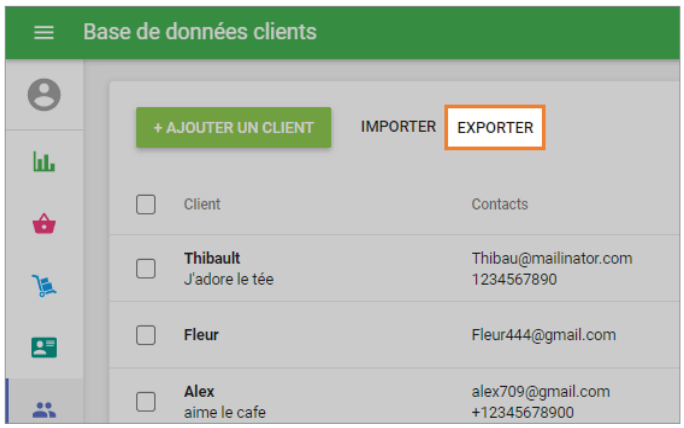 Base de données clients
+ AJOUTER UN CLIENT IMPORTER EXPORTER
Client Contacts
Thibault Thibau@mailinator.com
J'adore le tée 1234567890
Fleur Fleur444@gmail.com
Alex alex709@gmail.com
aime le cafe +12345678900